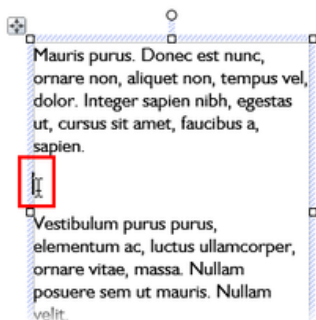 Mauris purus. Donec est nunc,
ornare non, aliquet non, tempus vel,
dolor. Integer sapien nibh, egestas
ut, cursus sit amet, faucibus a,
sapien.
Vestibulum purus purus,
elementum ac, luctus ullamcorper,
ornare vitae, massa. Nullam
posuere sem ut mauris. Nullam
velit.